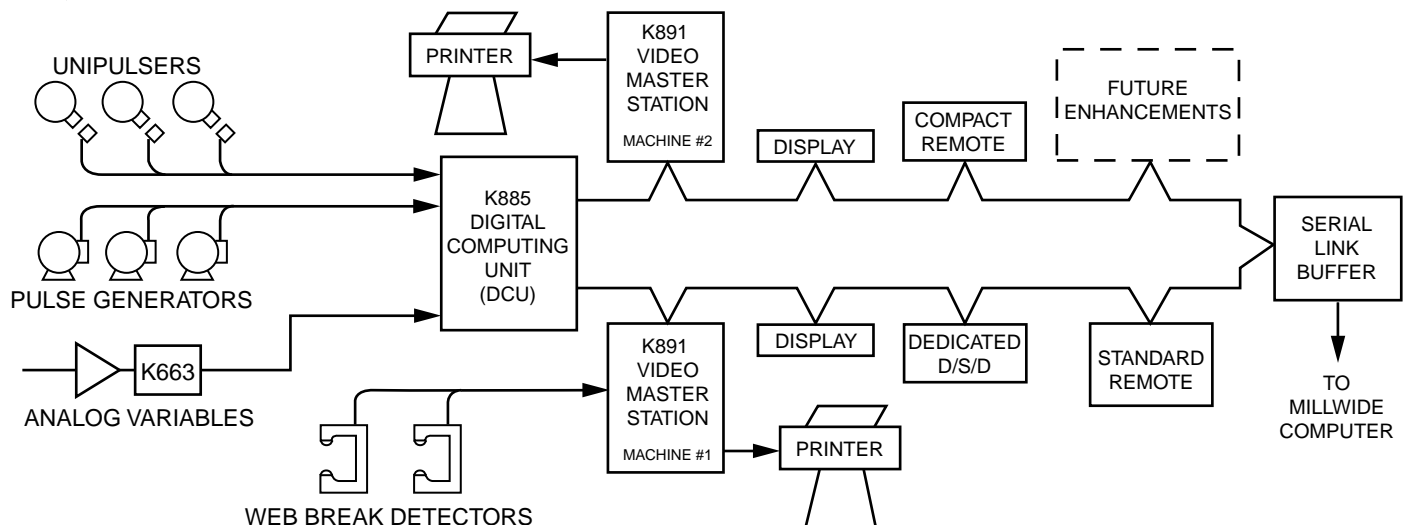 UNIPULSERS
PRINTER
K891
VIDEO
MASTER
STATION
MACHINE #2
DISPLAY
COMPACT
REMOTE
FUTURE
ENHANCEMENTS
K885
DIGITAL
COMPUTING
UNIT
(DCU)
SERIAL
LINK
BUFFER
PULSE GENERATORS
K663
ANALOG VARIABLES
K891
VIDEO
MASTER
STATION
MACHINE #1
DISPLAY
DEDICATED
D/S/D
STANDARD
REMOTE
TO
MILLWIDE
COMPUTER
PRINTER
WEB BREAK DETECTORS